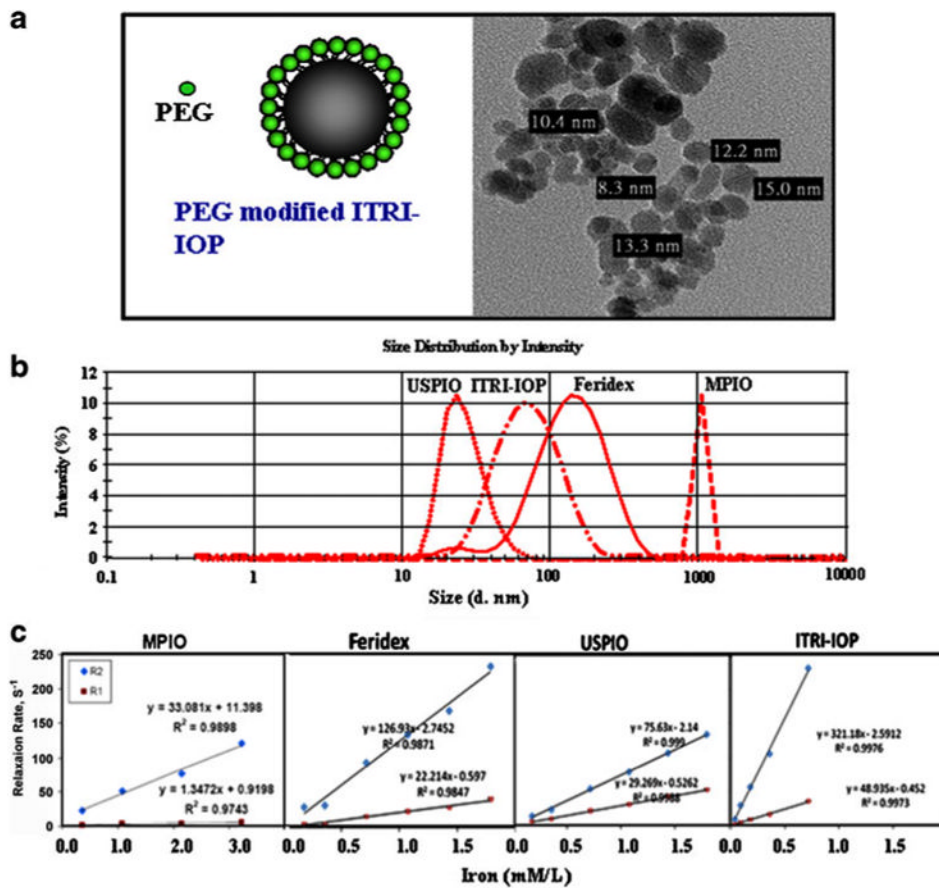 a
PEG
PEG modified ITRI-
IOP
10.4 nm
12.2 nm
8.3 nm
15.0 nm
13.3 nm
b
Size Distribution by Intensity
USPIO ITRI-IOP Feridex MPIO
Intensity (%)
12
10
8
6
4
2
0
0.1 1 10 100 1000 10000
Size (d. nm)
c
MPIO Feridex USPIO ITRI-IOP
Relaxaion Rate, S-1
250
200
150
100
50
0
R2
R1
y = 33.081x + 11.398
R² = 0.9898
y = 1.3472x + 0.9198
R² = 0.9743
y = 126.93x - 2.7452
R² = 0.9871
y = 22.214x - 0.597
R² = 0.9847
y = 75.63x - 2.14
R² = 0.999
y = 29.269x - 0.5262
R² = 0.9988
y = 321.18x - 2.5912
R² = 0.9976
y = 48.935x - 0.452
R² = 0.9973
0.0 1.0 2.0 3.0 0.0 0.5 1.0 1.5 0.0 0.5 1.0 1.5 0.0 0.5 1.0 1.5
Iron (mM/L)